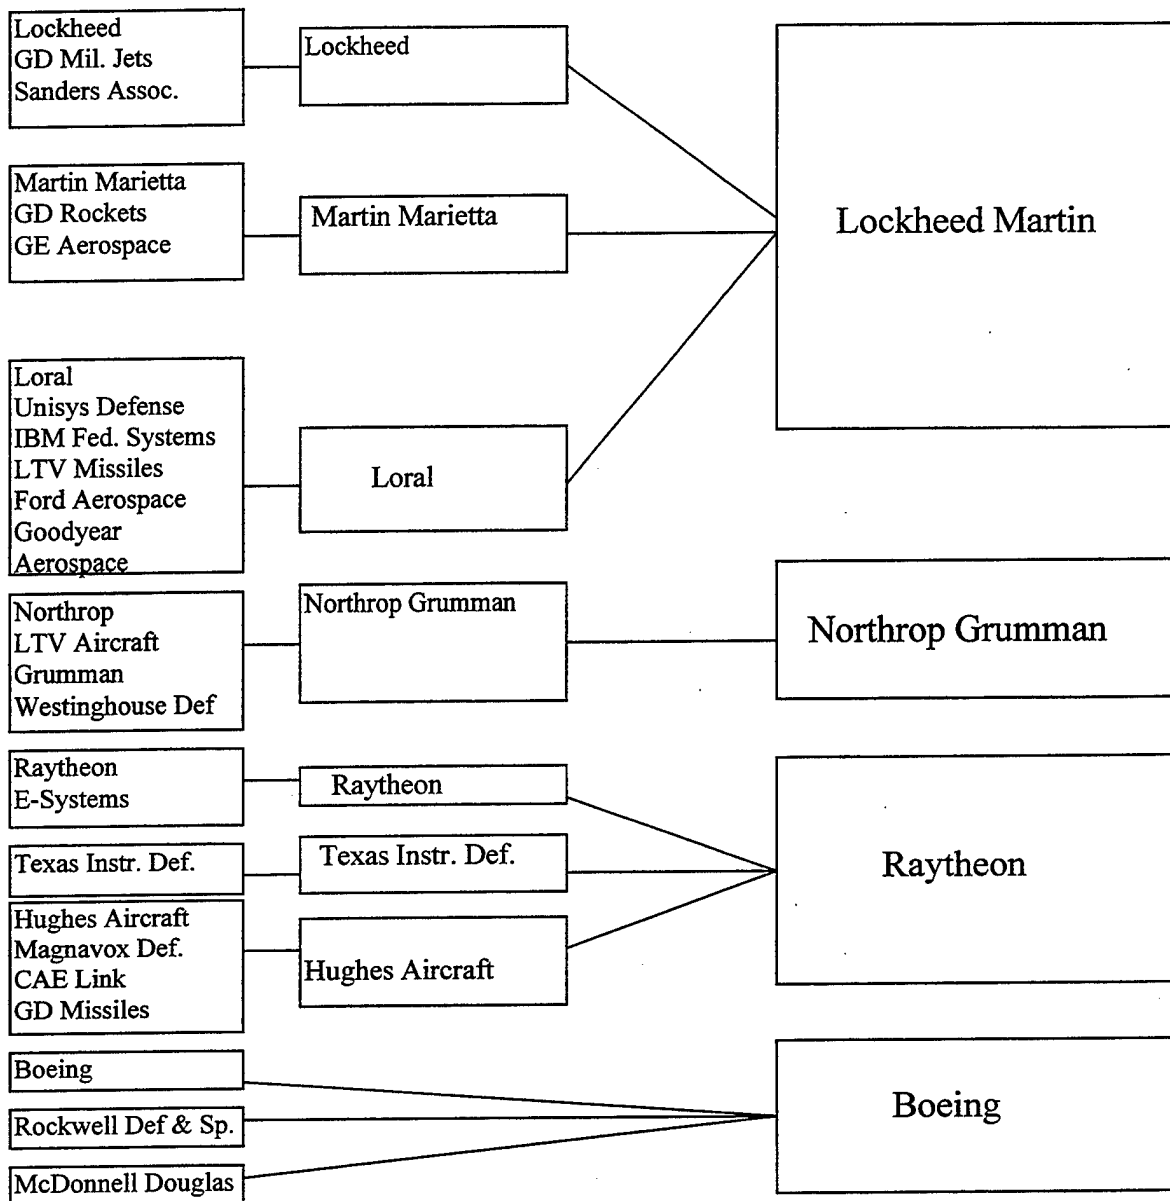 Lockheed
GD Mil. Jets
Sanders Assoc.
Lockheed
Martin Marietta
GD Rockets
GE Aerospace
Martin Marietta
Lockheed Martin
Loral
Unisys Defense
IBM Fed. Systems
LTV Missiles
Ford Aerospace
Goodyear
Aerospace
Loral
Northrop
LTV Aircraft
Grumman
Westinghouse Def
Northrop Grumman
Northrop Grumman
Raytheon
E-Systems
Raytheon
Texas Instr. Def.
Texas Instr. Def.
Raytheon
Hughes Aircraft
Magnavox Def.
CAE Link
GD Missiles
Hughes Aircraft
Boeing
Rockwell Def & Sp.
McDonnell Douglas
Boeing